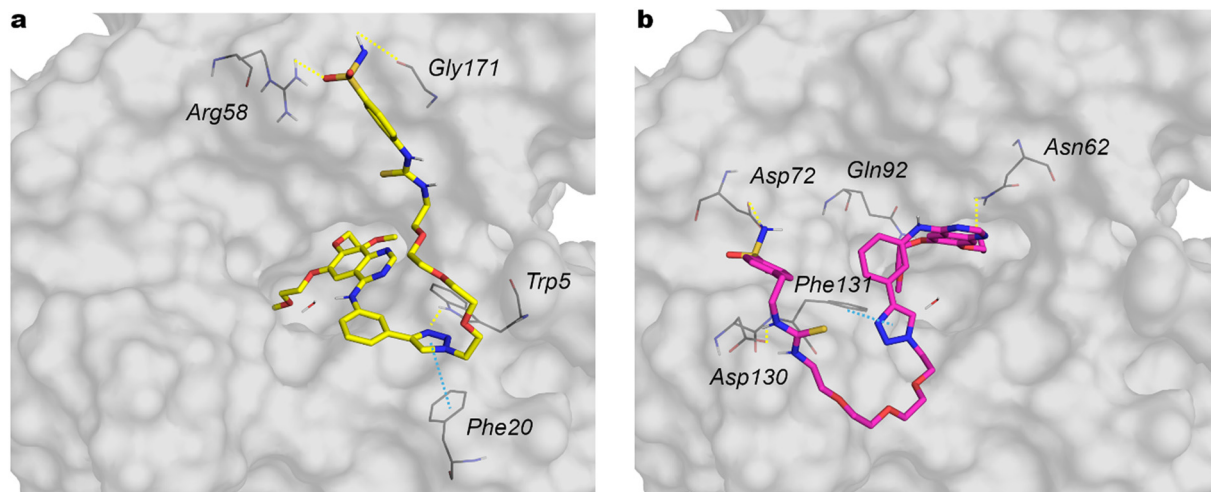 a
Gly171
Arg58
Trp5
Phe20
b
Asn62
Gln92
Asp72
Phe131
Asp130